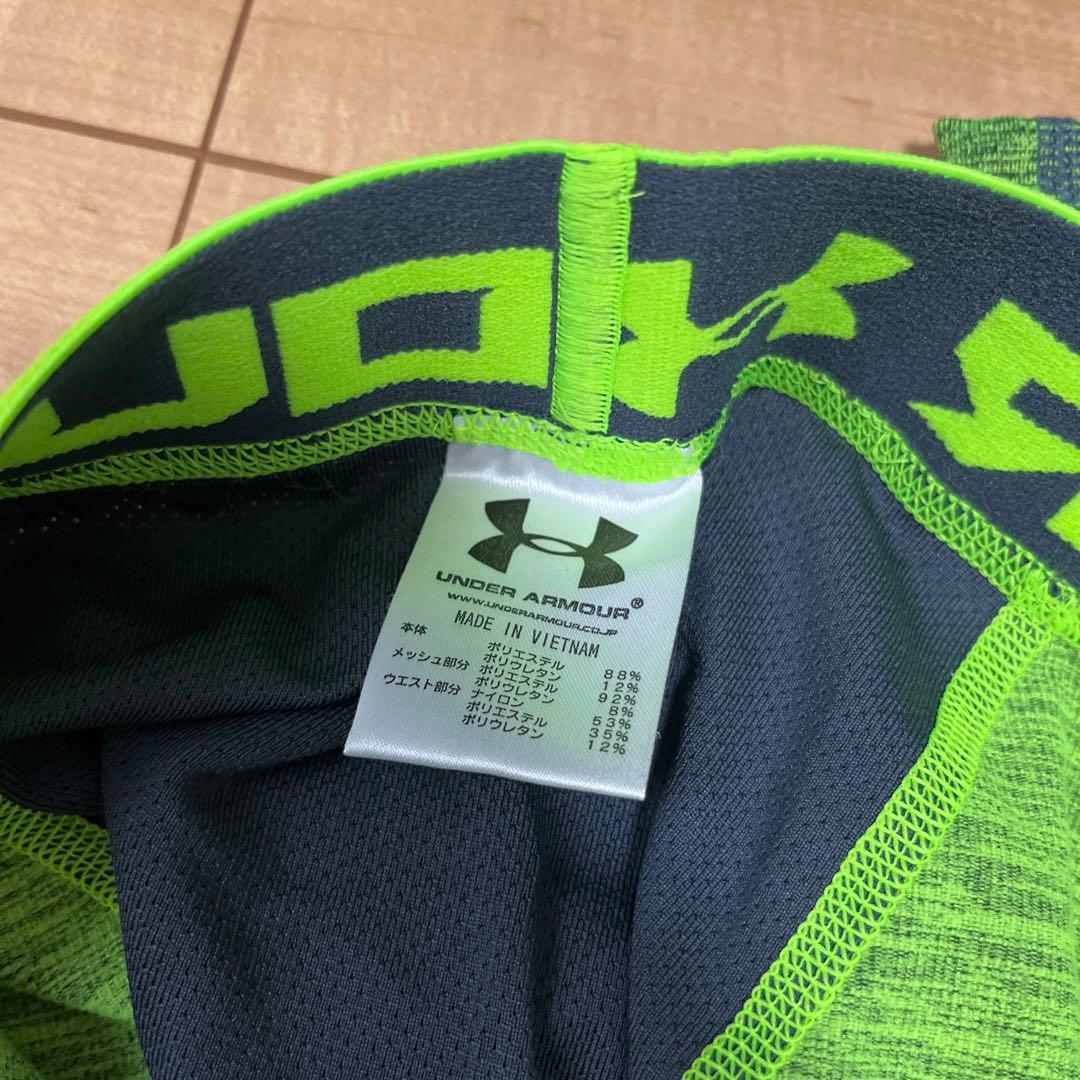 UNDER ARMOUR®
WWW.UNDERARMOUR.CO.JP
MADE IN VIETNAM
本体 ポリエステル 88%
ポリウレタン 12%
メッシュ部分 ポリエステル 92%
ポリウレタン 8%
ウエスト部分 ナイロン 53%
ポリエステル 35%
ポリウレタン 12%